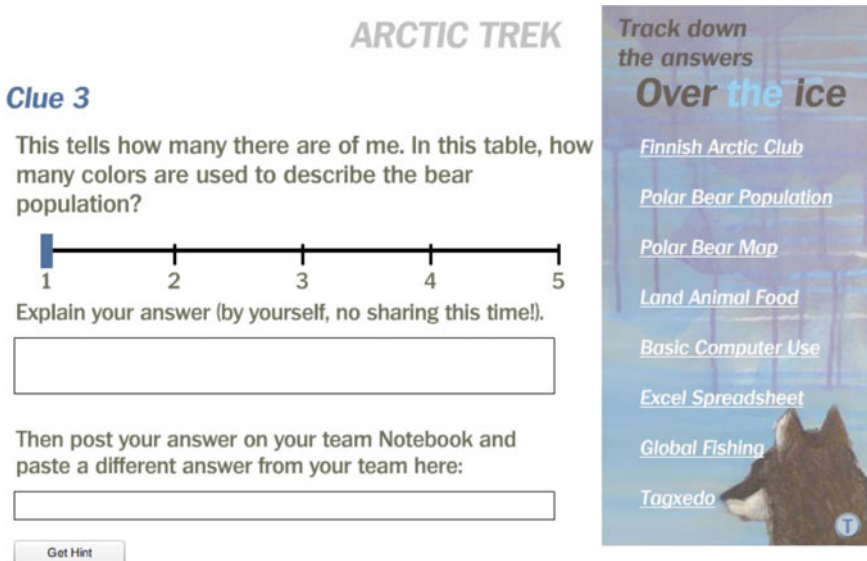 ARCTIC TREK
Clue 3
This tells how many there are of me. In this table, how
many colors are used to describe the bear
population?
1 2 3 4 5
Explain your answer (by yourself, no sharing this time!).
Then post your answer on your team Notebook and
paste a different answer from your team here:
Get Hint
Track down
the answers
Over the ice
Finnish Arctic Club
Polar Bear Population
Polar Bear Map
Land Animal Food
Basic Computer Use
Excel Spreadsheet
Global Fishing
Tagxedo
T